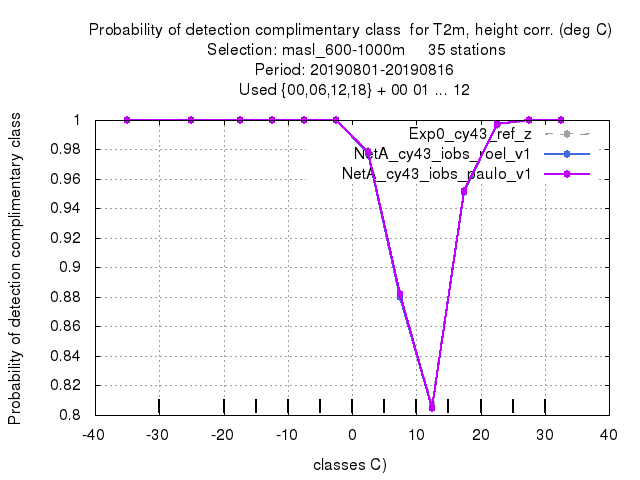 Probability of detection complimentary class for T2m, height corr. (deg C)
Selection: masl_600-1000m 35 stations
Period: 20190801-20190816
Used {00,06,12,18} + 00 01 ... 12
Probability of detection complimentary class
1
0.98
0.96
0.94
0.92
0.9
0.88
0.86
0.84
0.82
0.8
Exp0_cy43_ref_z
NetA_cy43_iobs_roel_v1
NetA_cy43_iobs_paulo_v1
-40 -30 -20 -10 0 10 20 30 40
classes C)